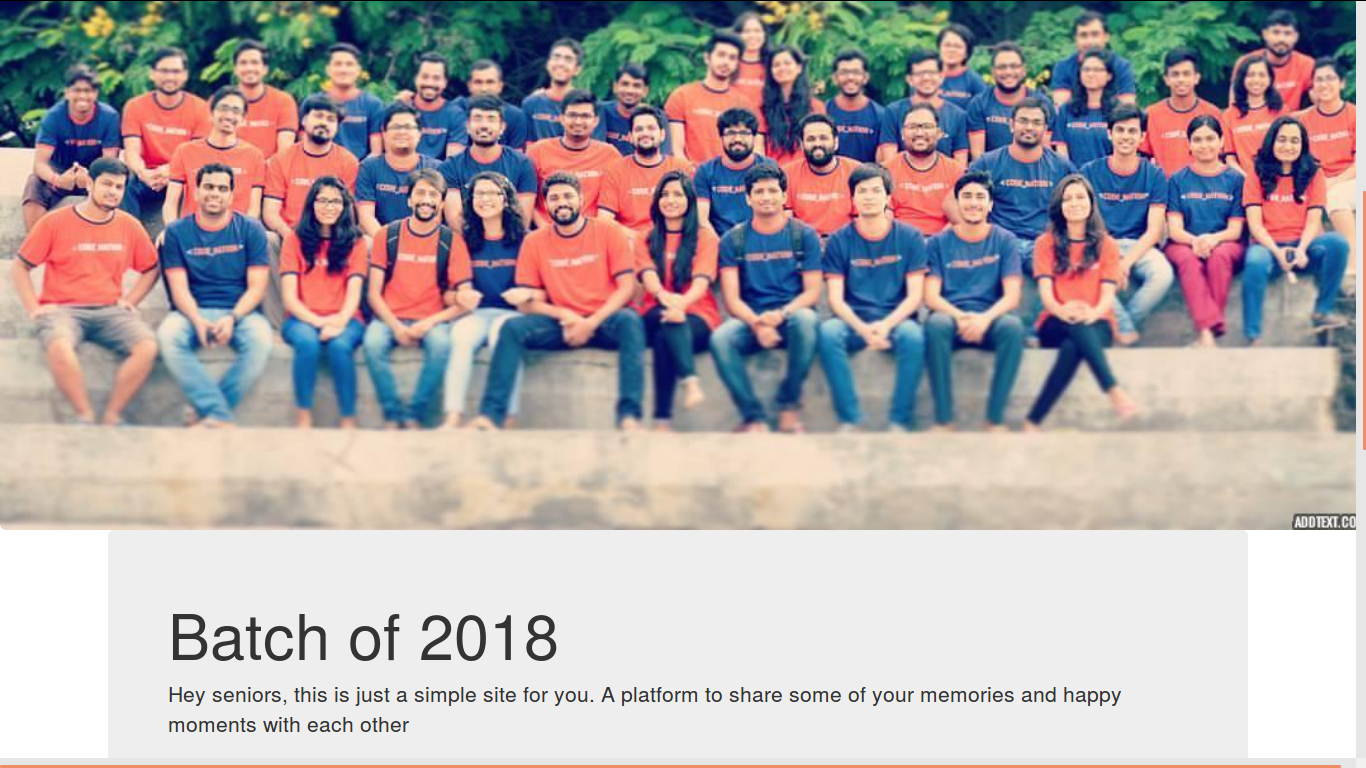 CODE_NATION
ADDTEXT.CO
Batch of 2018
Hey seniors, this is just a simple site for you. A platform to share some of your memories and happy
moments with each other